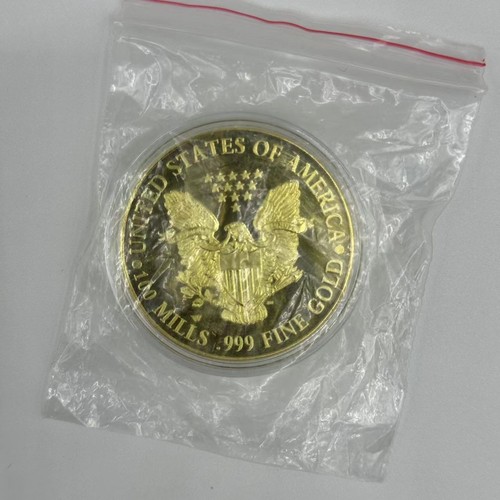 UNITED STATES OF AMERICA
100 MILLS .999 FINE GOLD